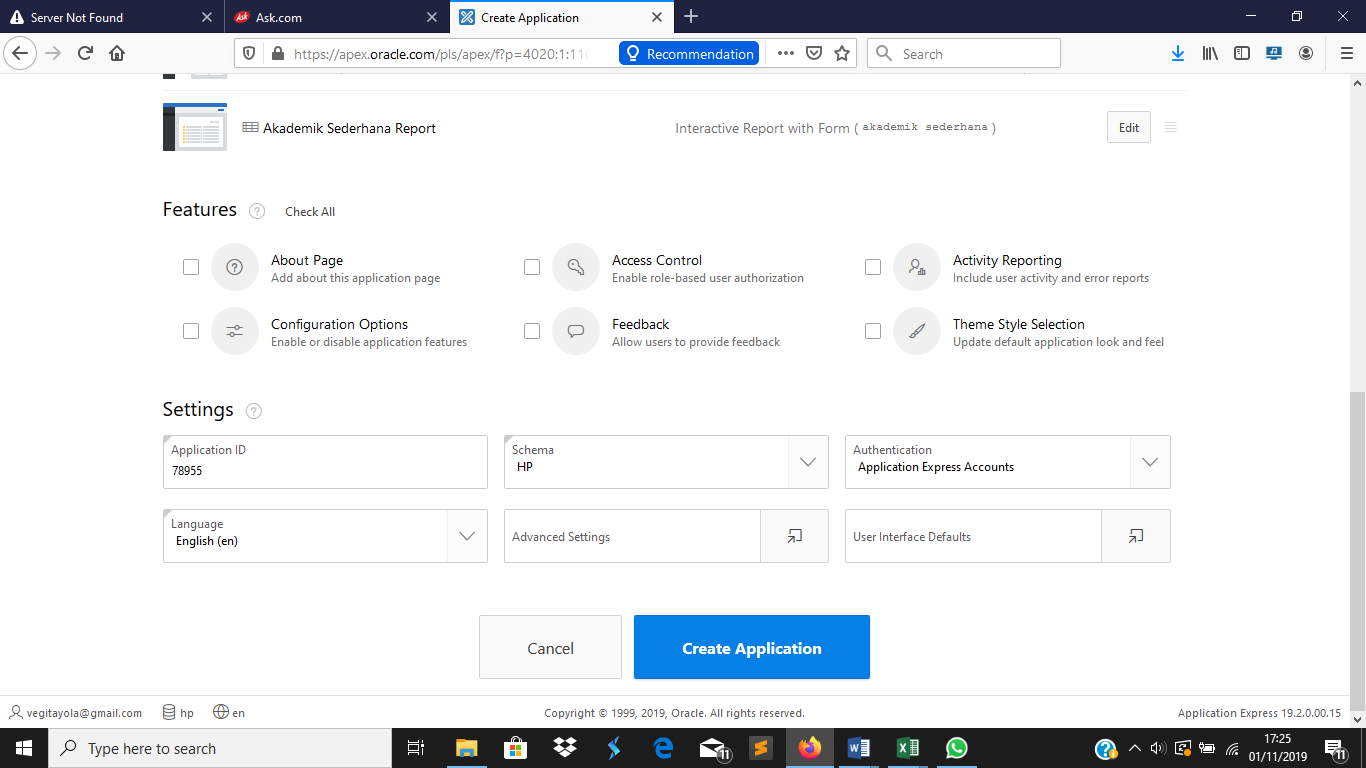 Server Not Found
Ask
Ask.com
Create Application
https://apex.oracle.com/pls/apex/f?p=4020:1:110
Recommendation
Search
Akademik Sederhana Report
Interactive Report with Form ( akademik sederhana )
Edit
Features ? Check All
About Page
Add about this application page
Access Control
Enable role-based user authorization
Activity Reporting
Include user activity and error reports
Configuration Options
Enable or disable application features
Feedback
Allow users to provide feedback
Theme Style Selection
Update default application look and feel
Settings ?
Application ID
78955
Schema
HP
Authentication
Application Express Accounts
Language
English (en)
Advanced Settings
User Interface Defaults
Cancel
Create Application
vegitayola@gmail.com hp en
Copyright © 1999, 2019, Oracle. All rights reserved.
Application Express 19.2.0.00.15
Type here to search
11
17:25
01/11/2019
11